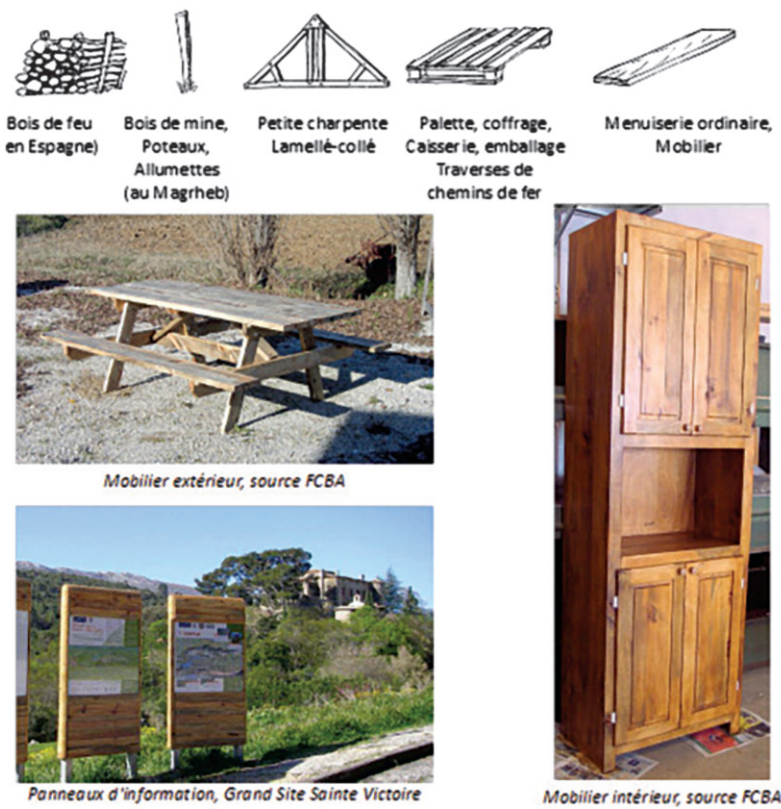 Bois de feu
en Espagne)
Bois de mine,
Poteaux,
Allumettes
(au Magrheb)
Petite charpente
Lamellé-collé
Palette, coffrage,
Caisserie, emballage
Traverses de
chemins de fer
Menuiserie ordinaire,
Mobilier
Mobilier extérieur, source FCBA
Panneaux d'information, Grand Site Sainte Victoire
Mobilier intérieur, source FCBA